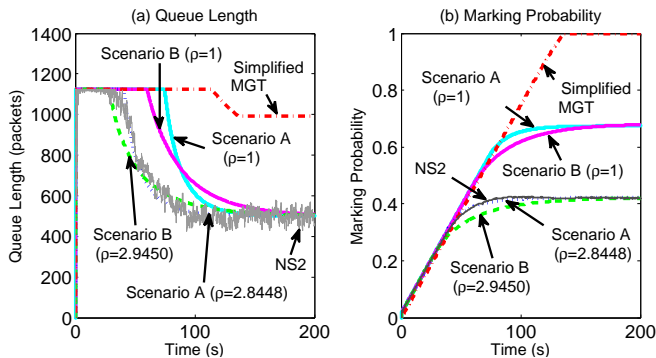 (a) Queue Length
Queue Length (packets)
1400
1200
1000
800
600
400
200
0
0
50
100
150
200
Time (s)
Scenario B (ρ=1)
Simplified
MGT
Scenario A
(ρ=1)
Scenario
B
(ρ=2.9450)
NS2
Scenario A (ρ=2.8448)
(b) Marking Probability
Marking Probability
1
0.8
0.6
0.4
0.2
0
0
100
200
Time (s)
Scenario
A
(ρ=1)
Simplified
MGT
NS2
Scenario B (ρ=1)
Scenario A
(ρ=2.8448)
Scenario
B
(ρ=2.9450)